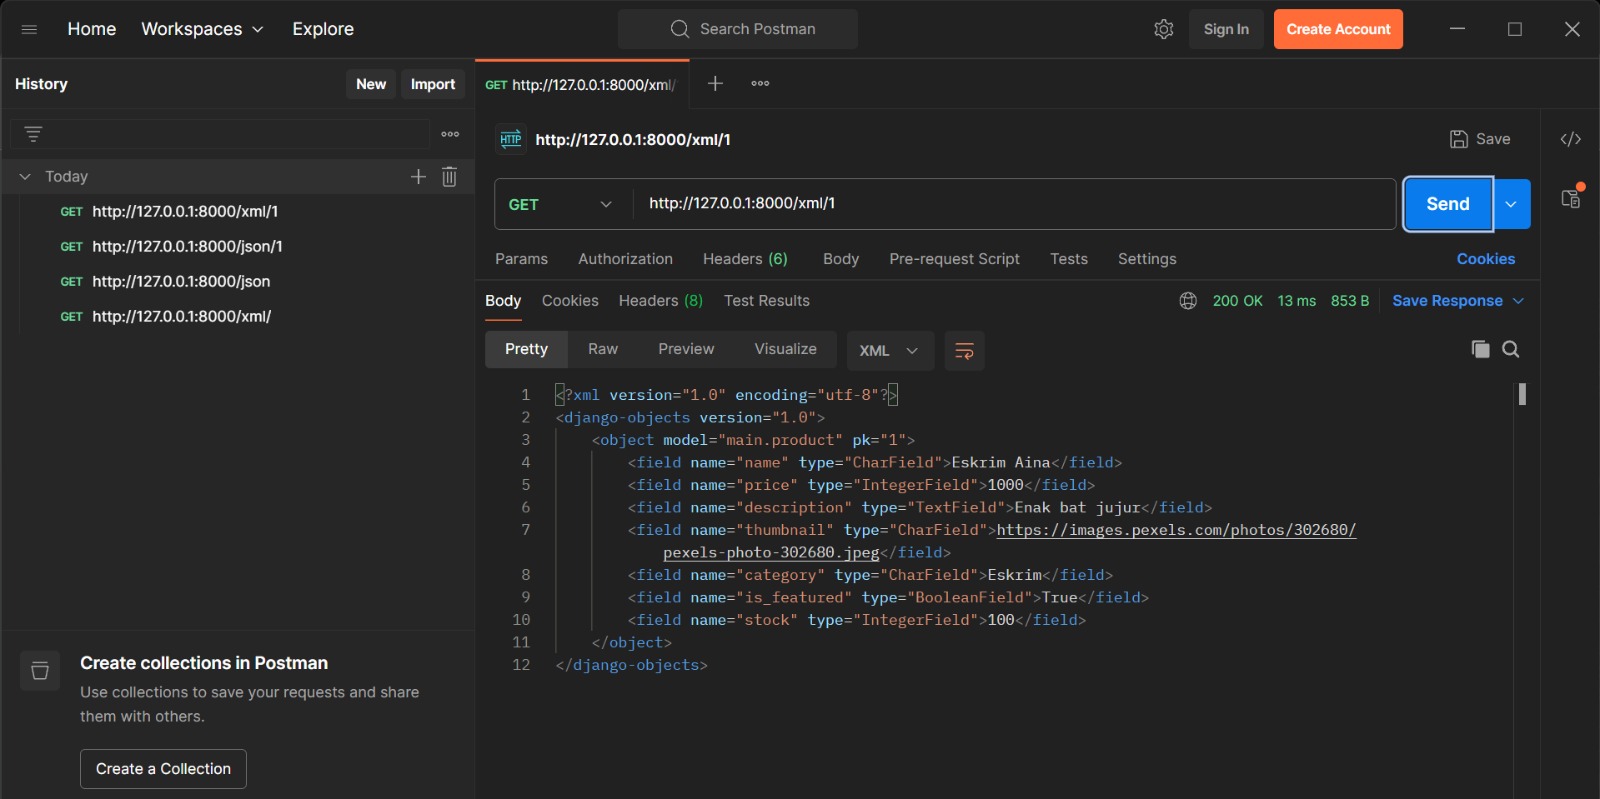 Home Workspaces Explore Search Postman Sign In Create Account
History New Import
GET http://127.0.0.1:8000/xml/
Today
GET http://127.0.0.1:8000/xml/1
GET http://127.0.0.1:8000/json/1
GET http://127.0.0.1:8000/json
GET http://127.0.0.1:8000/xml/
Create collections in Postman
Use collections to save your requests and share
them with others.
Create a Collection
HTTP http://127.0.0.1:8000/xml/1 Save
GET http://127.0.0.1:8000/xml/1 Send
Params Authorization Headers (6) Body Pre-request Script Tests Settings Cookies
Body Cookies Headers (8) Test Results 200 OK 13 ms 853 B Save Response
Pretty Raw Preview Visualize XML
1 <?xml version="1.0" encoding="utf-8"?>
2 <django-objects version="1.0">
3 <object model="main.product" pk="1">
4 <field name="name" type="CharField">Eskrim Aina</field>
5 <field name="price" type="IntegerField">1000</field>
6 <field name="description" type="TextField">Enak bat jujur</field>
7 <field name="thumbnail" type="CharField">https://images.pexels.com/photos/302680/
pexels-photo-302680.jpeg</field>
8 <field name="category" type="CharField">Eskrim</field>
9 <field name="is_featured" type="BooleanField">True</field>
10 <field name="stock" type="IntegerField">100</field>
11 </object>
12 </django-objects>